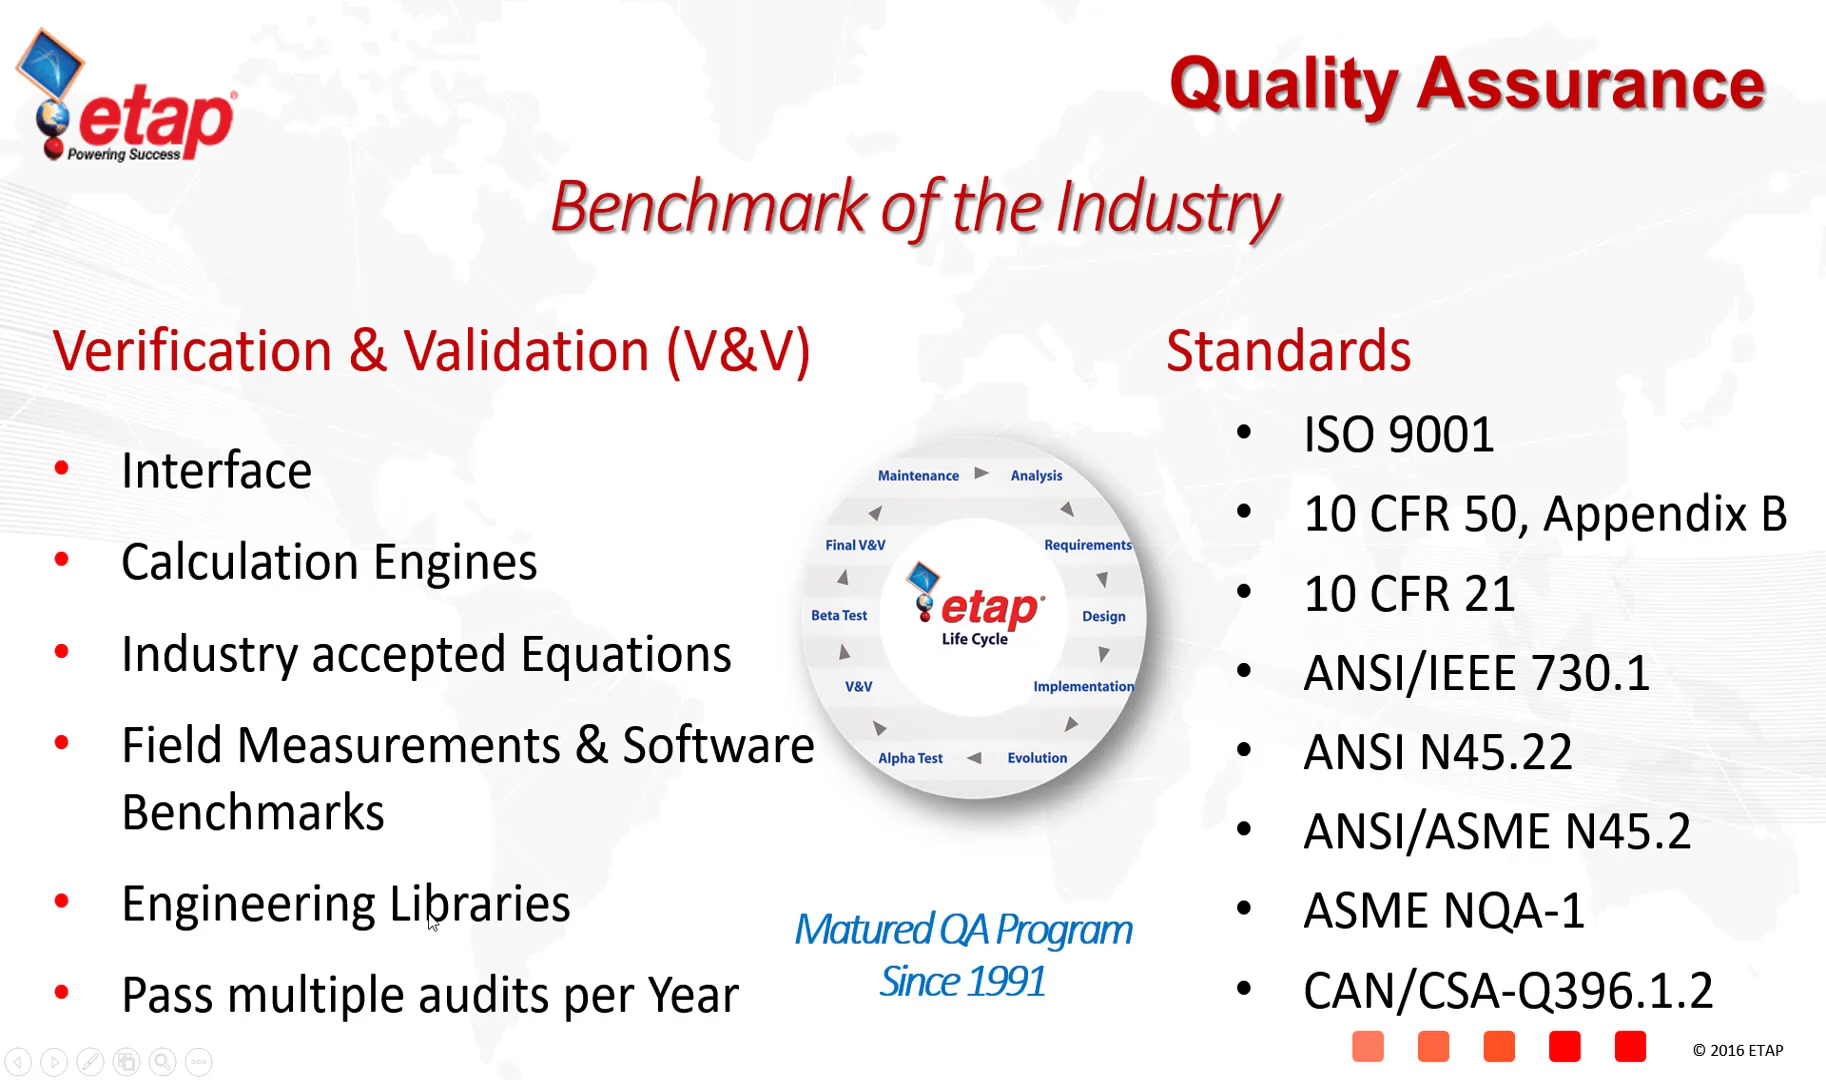 etap®
Powering Success
Quality Assurance
Benchmark of the Industry
Verification & Validation (V&V)
• Interface
• Calculation Engines
• Industry accepted Equations
• Field Measurements & Software
Benchmarks
• Engineering Libraries
• Pass multiple audits per Year
Maintenance
Analysis
Requirements
Design
Implementation
Evolution
Alpha Test
V&V
Beta Test
Final V&V
etap
Life Cycle
Matured QA Program
Since 1991
Standards
• ISO 9001
• 10 CFR 50, Appendix B
• 10 CFR 21
• ANSI/IEEE 730.1
• ANSI N45.22
• ANSI/ASME N45.2
• ASME NQA-1
• CAN/CSA-Q396.1.2
© 2016 ETAP